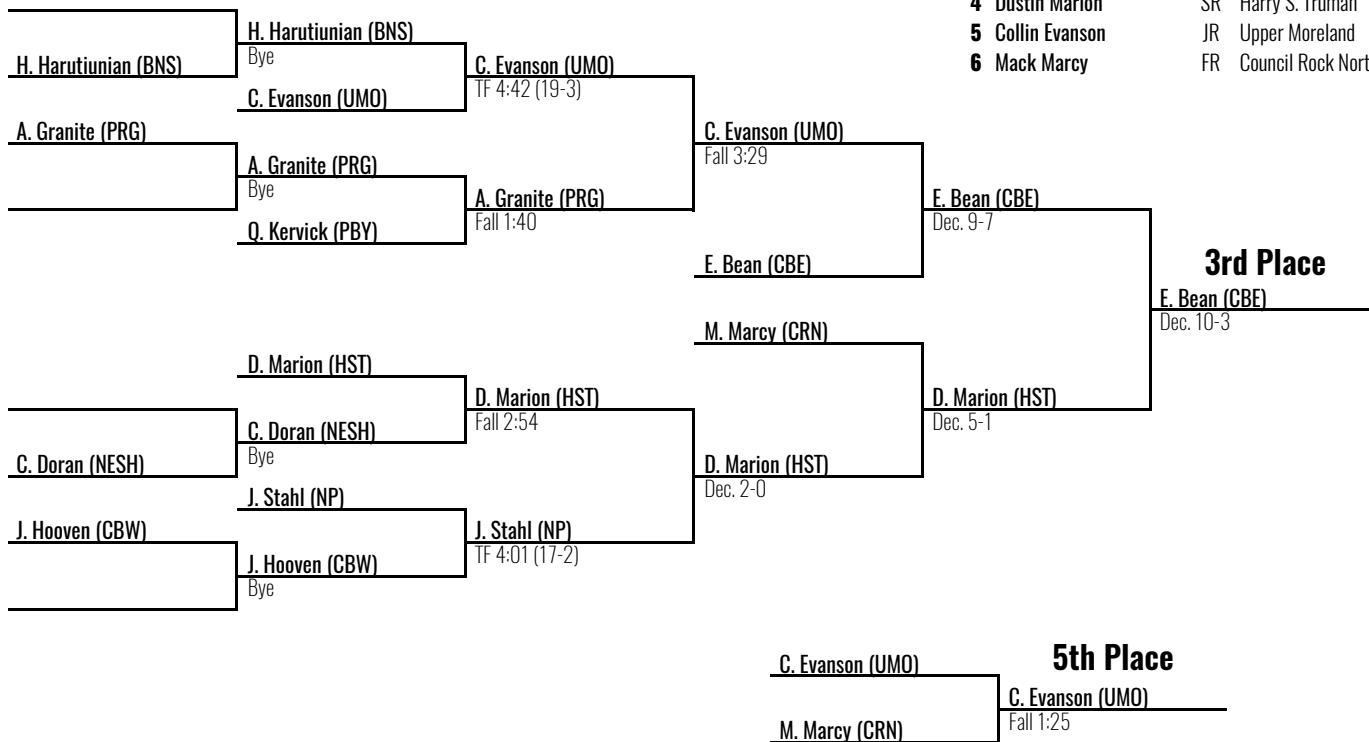 4 Dustin Marion SR Harry S. Truman
5 Collin Evanson JR Upper Moreland
6 Mack Marcy FR Council Rock Nort
H. Harutiunian (BNS)
H. Harutiunian (BNS)
Bye
C. Evanson (UMO)
C. Evanson (UMO)
TF 4:42 (19-3)
A. Granite (PRG)
A. Granite (PRG)
Bye
Q. Kervick (PBY)
A. Granite (PRG)
Fall 1:40
C. Evanson (UMO)
Fall 3:29
E. Bean (CBE)
E. Bean (CBE)
Dec. 9-7
3rd Place
E. Bean (CBE)
Dec. 10-3
M. Marcy (CRN)
D. Marion (HST)
Dec. 5-1
D. Marion (HST)
D. Marion (HST)
Fall 2:54
C. Doran (NESH)
C. Doran (NESH)
Bye
D. Marion (HST)
Dec. 2-0
J. Stahl (NP)
J. Stahl (NP)
TF 4:01 (17-2)
J. Hooven (CBW)
J. Hooven (CBW)
Bye
5th Place
C. Evanson (UMO)
C. Evanson (UMO)
Fall 1:25
M. Marcy (CRN)